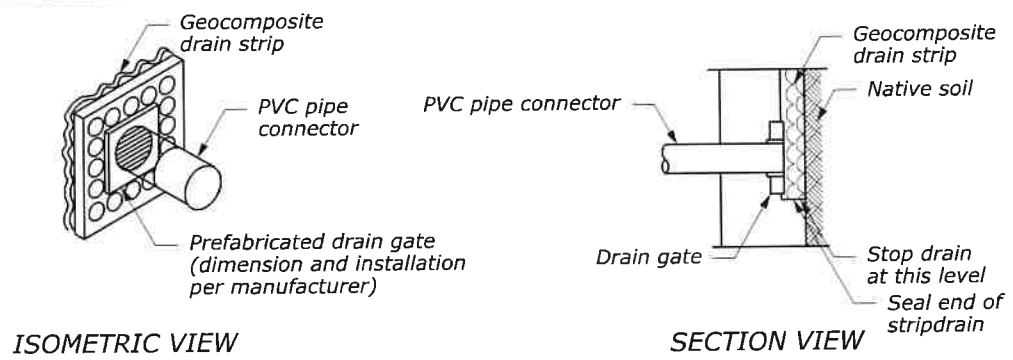 Geocomposite
drain strip
PVC pipe
connector
Prefabricated drain gate
(dimension and installation
per manufacturer)
ISOMETRIC VIEW
Geocomposite
drain strip
Native soil
PVC pipe connector
Drain gate
Stop drain
at this level
Seal end of
stripdrain
SECTION VIEW